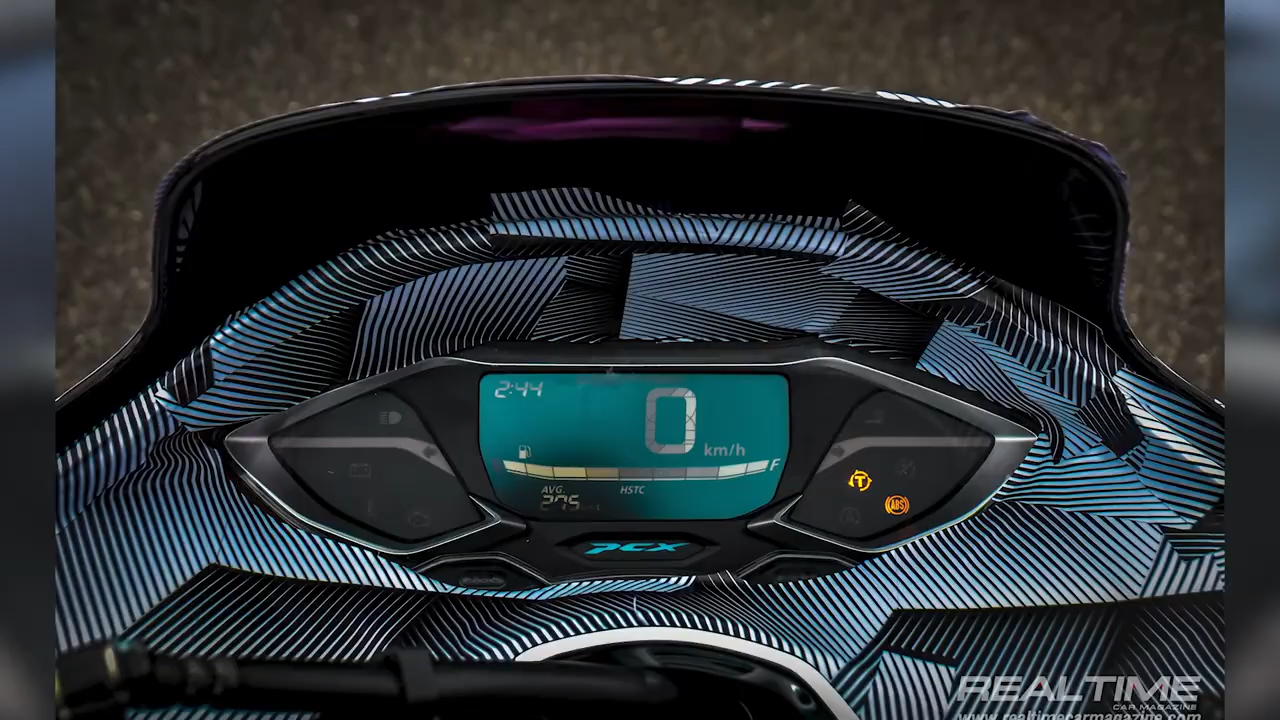 2:44
0
km/h
F
AVG.
HSTC
275
T
ABS
PCX
REALTIME
CAR MAGAZINE
www.realtimecarmagazine.com